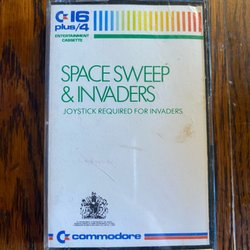 C 16
plus/4
ENTERTAINMENT
CASSETTE
SPACE SWEEP
& INVADERS
JOYSTICK REQUIRED FOR INVADERS.
commodore